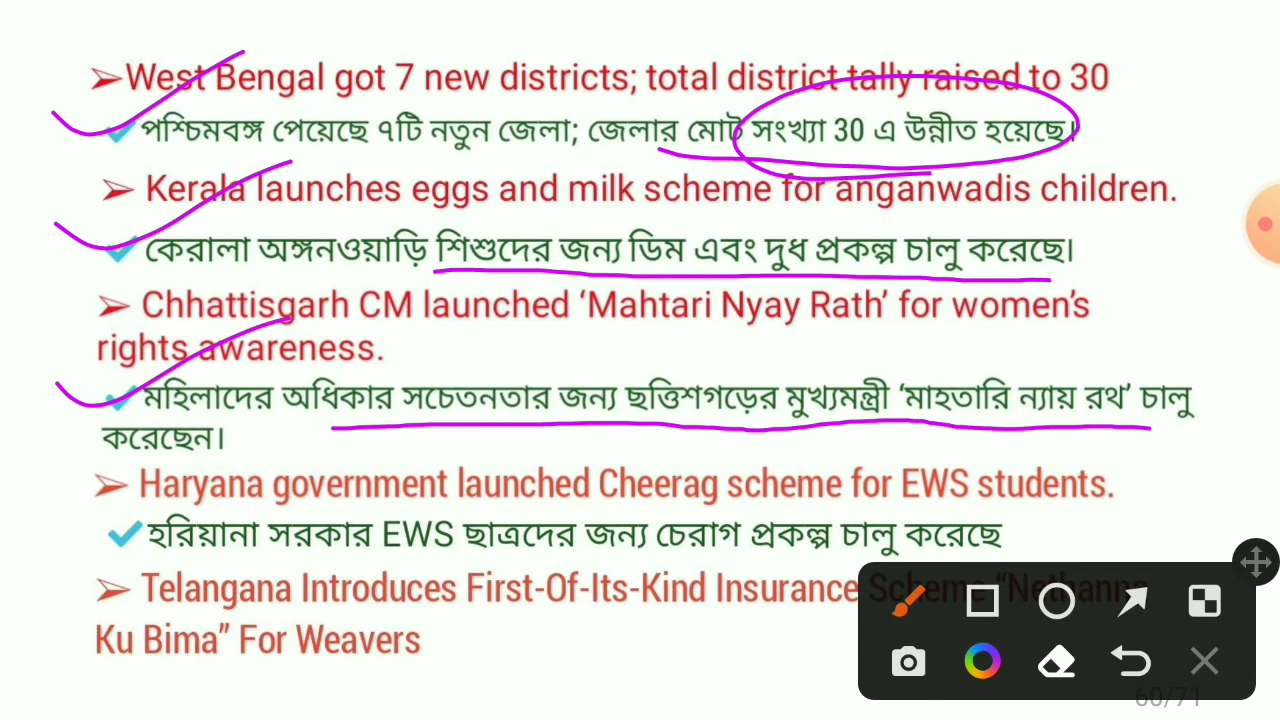 ➢West Bengal got 7 new districts; total district tally raised to 30
✔পশ্চিমবঙ্গ পেয়েছে ৭টি নতুন জেলা; জেলার মোট সংখ্যা 30 এ উন্নীত হয়েছে।
➢ Kerala launches eggs and milk scheme for anganwadis children.
✔কেরালা অঙ্গনওয়াড়ি শিশুদের জন্য ডিম এবং দুধ প্রকল্প চালু করেছে।
➢ Chhattisgarh CM launched ‘Mahtari Nyay Rath’ for women’s
rights awareness.
✔মহিলাদের অধিকার সচেতনতার জন্য ছত্তিশগড়ের মুখ্যমন্ত্রী ‘মাহতারি ন্যায় রথ’ চালু
করেছেন।
➢ Haryana government launched Cheerag scheme for EWS students.
✔হরিয়ানা সরকার EWS ছাত্রদের জন্য চেরাগ প্রকল্প চালু করেছে
➢ Telangana Introduces First-Of-Its-Kind Insurance Scheme “Nethanna
Ku Bima” For Weavers
60/71